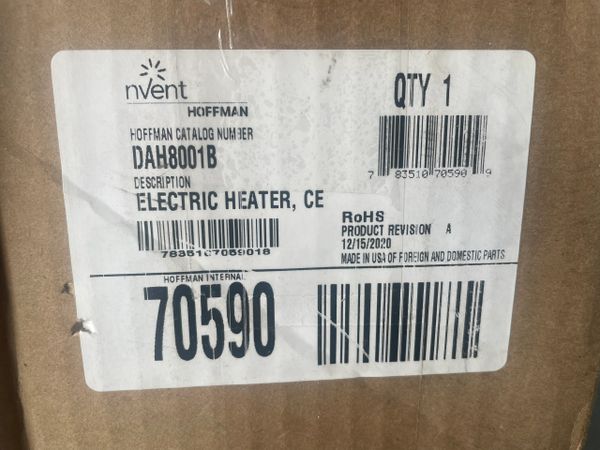 nVent
HOFFMAN
QTY 1
HOFFMAN CATALOG NUMBER
DAH8001B
7 83510 70590 9
DESCRIPTION
ELECTRIC HEATER, CE
7835107059018
RoHS
PRODUCT REVISION A
12/15/2020
MADE IN USA OF FOREIGN AND DOMESTIC PARTS
HOFFMAN INTERNAL
70590